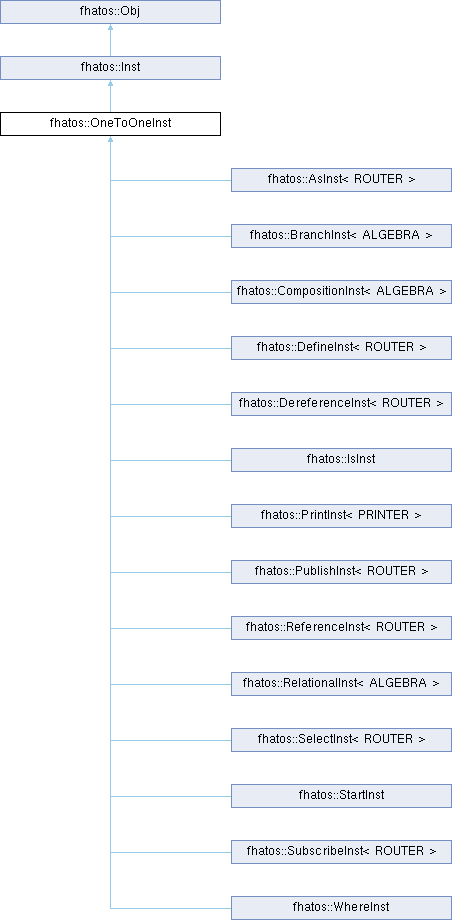 fhatos::Obj
fhatos::Inst
fhatos::OneToOneInst
fhatos::AsInst< ROUTER >
fhatos::BranchInst< ALGEBRA >
fhatos::CompositionInst< ALGEBRA >
fhatos::DefineInst< ROUTER >
fhatos::DereferenceInst< ROUTER >
fhatos::IsInst
fhatos::PrintInst< PRINTER >
fhatos::PublishInst< ROUTER >
fhatos::ReferenceInst< ROUTER >
fhatos::RelationalInst< ALGEBRA >
fhatos::SelectInst< ROUTER >
fhatos::StartInst
fhatos::SubscribeInst< ROUTER >
fhatos::WhereInst